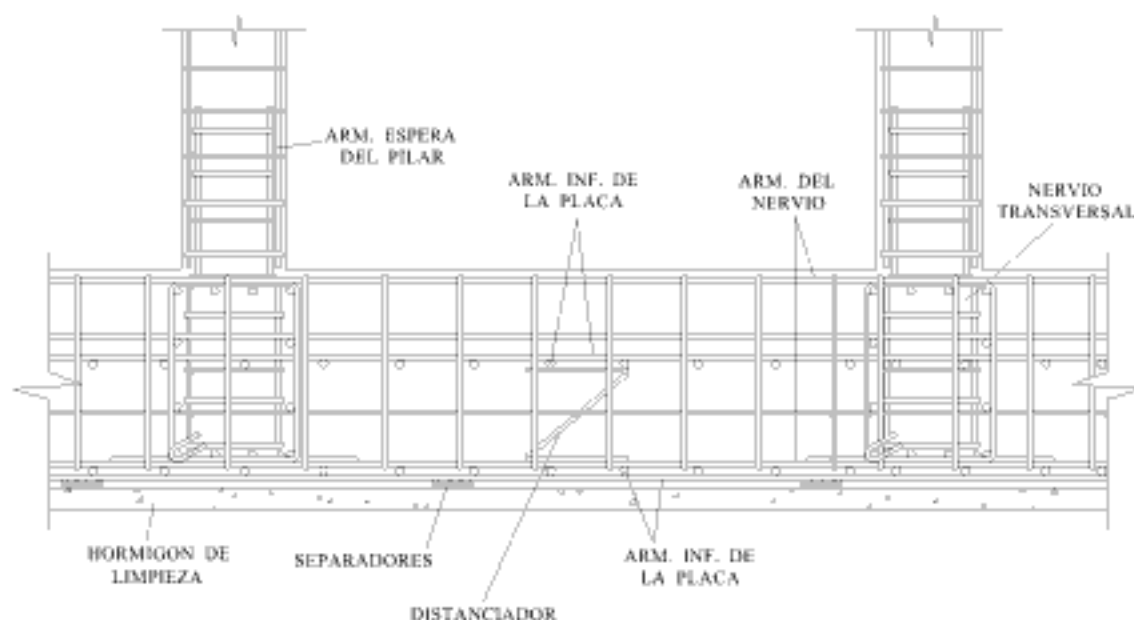 ARM. ESPERA
DEL PILAR
ARM. INF. DE
LA PLACA
ARM. DEL
NERVIO
NERVIO
TRANSVERSAL
HORMIGON DE
LIMPIEZA
SEPARADORES
DISTANCIADOR
ARM. INF. DE
LA PLACA